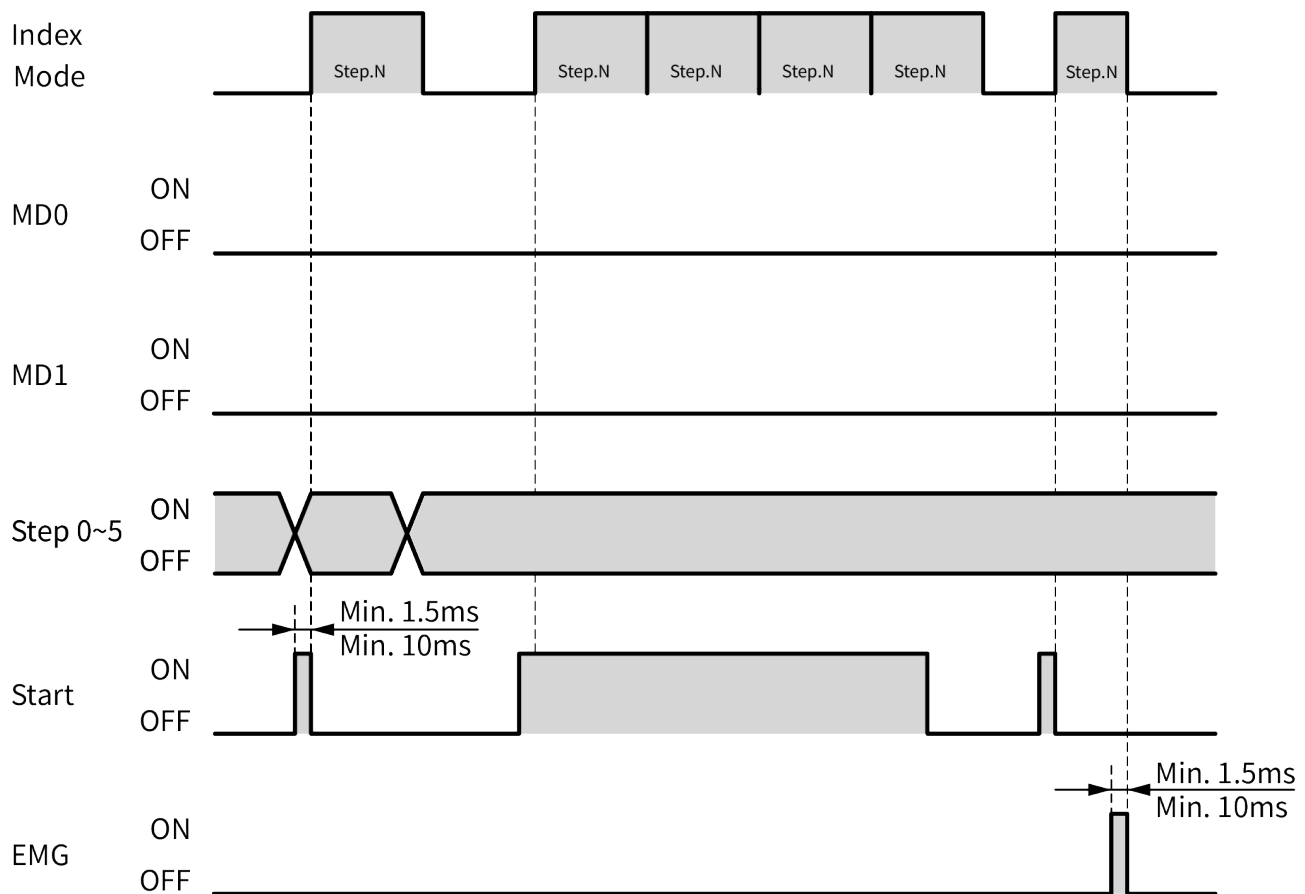 Index
Mode
Step.N
Step.N
Step.N
Step.N
Step.N
Step.N
ON
MD0
OFF
ON
MD1
OFF
ON
Step 0~5
OFF
Min. 1.5ms
Min. 10ms
ON
Start
OFF
Min. 1.5ms
Min. 10ms
ON
EMG
OFF